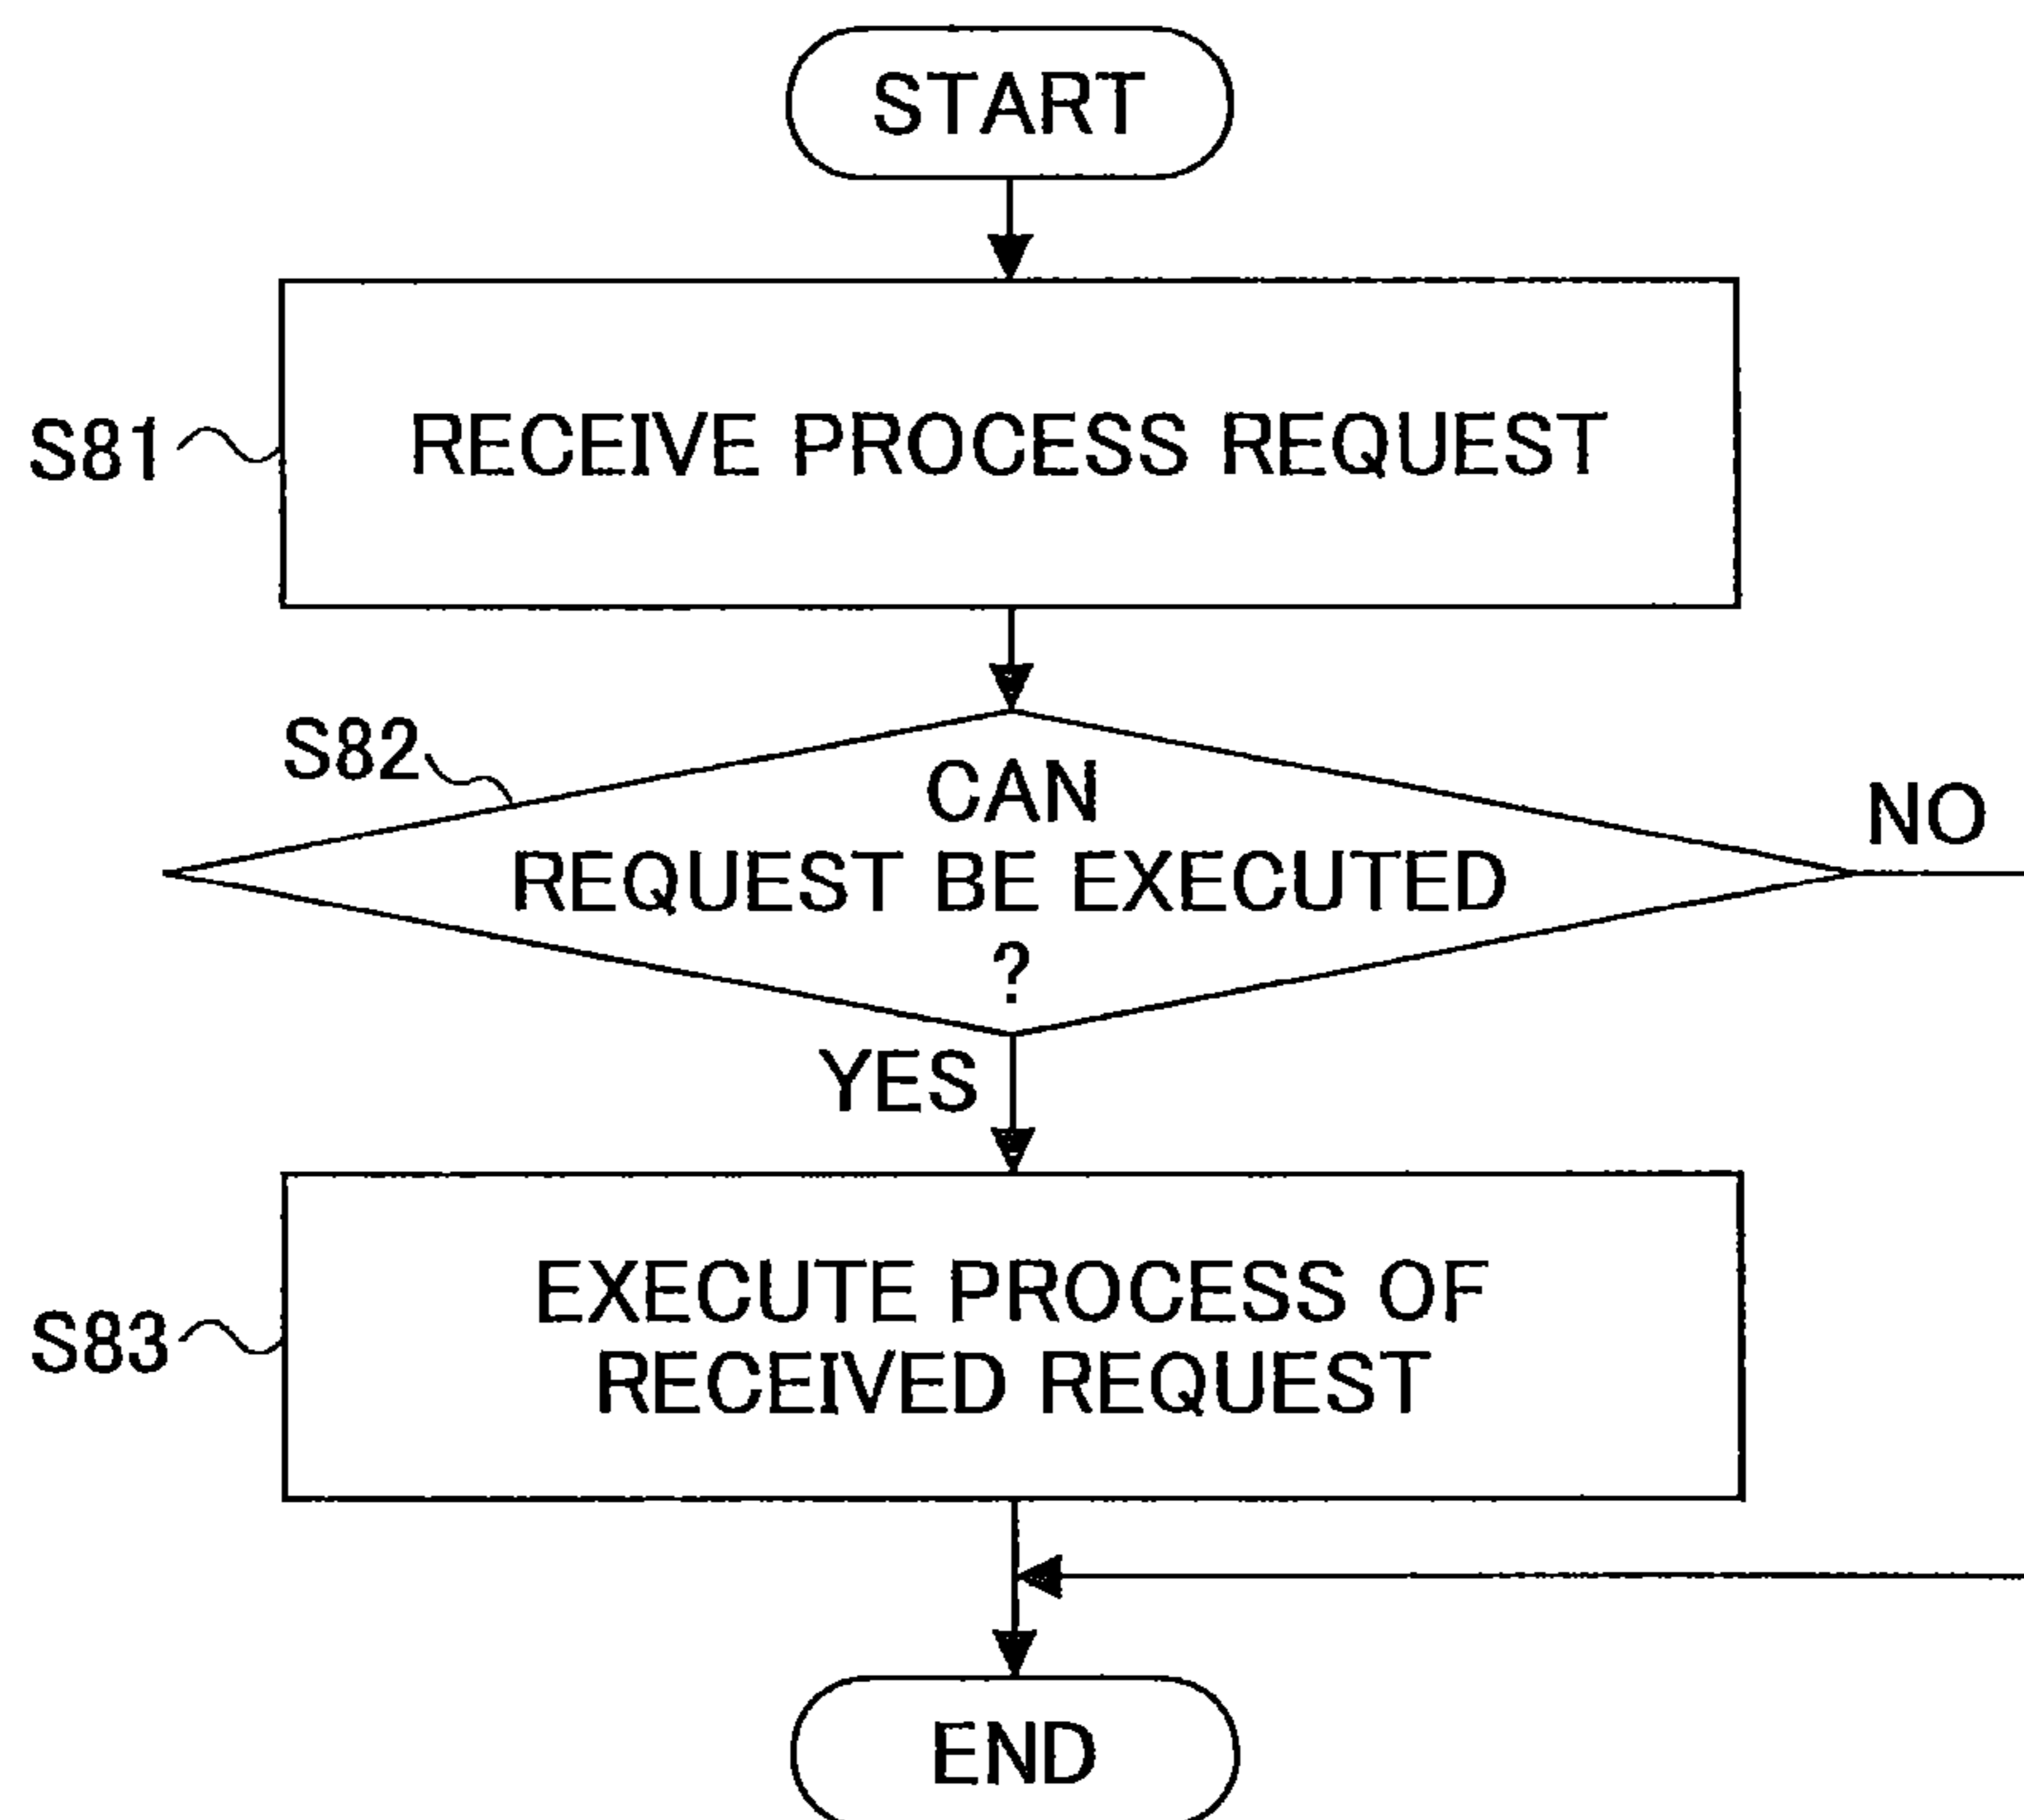 START
S81
RECEIVE PROCESS REQUEST
S82
CAN
REQUEST BE EXECUTED
?
NO
YES
S83
EXECUTE PROCESS OF
RECEIVED REQUEST
END